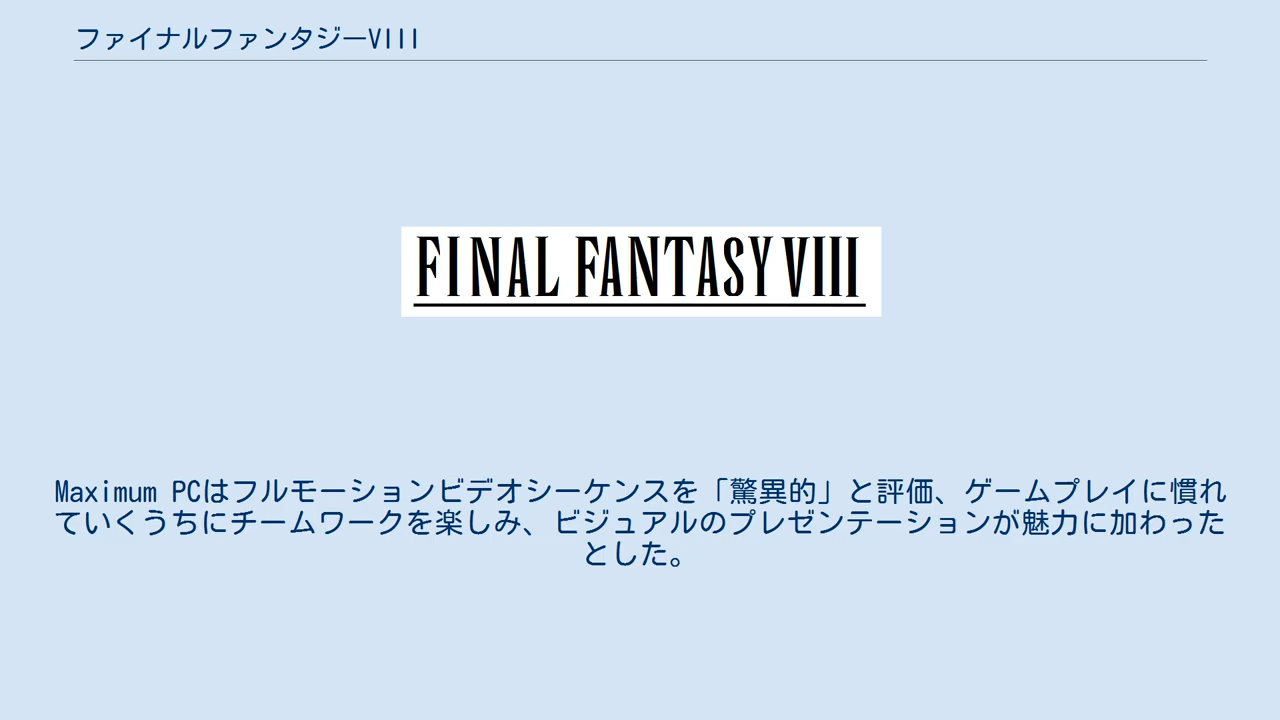 ファイナルファンタジーVIII
FINAL FANTASY VIII
Maximum PCはフルモーションビデオシーケンスを「驚異的」と評価、ゲームプレイに慣れ
ていくうちにチームワークを楽しみ、ビジュアルのプレゼンテーションが魅力に加わった
とした。